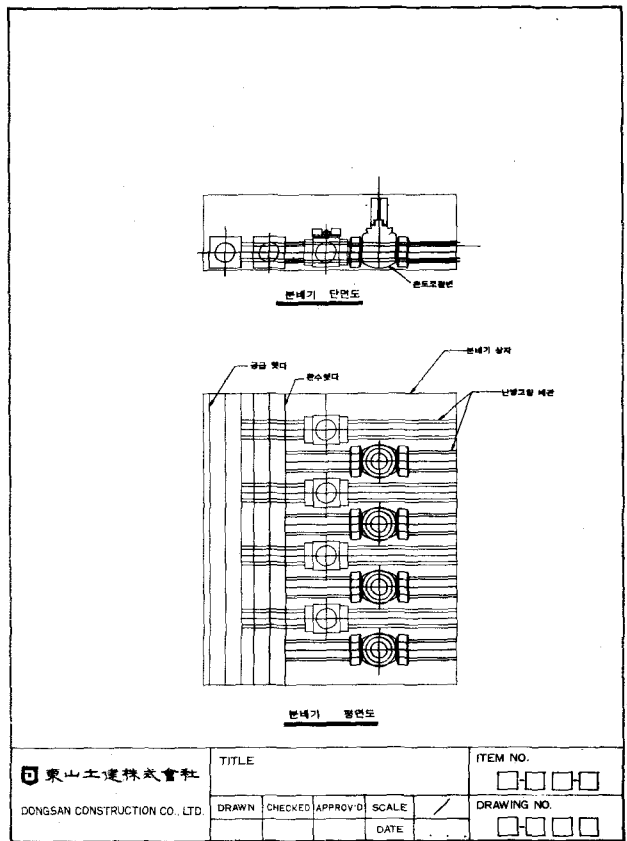 온도조절변
분배기 단면도
분배기 상자
공급 헷다
환수헷다
난방코일 배관
분배기 평면도
東山土建株式會社
DONGSAN CONSTRUCTION CO., LTD.
TITLE
ITEM NO.
DRAWN CHECKED APPROV'D SCALE
DATE
DRAWING NO.